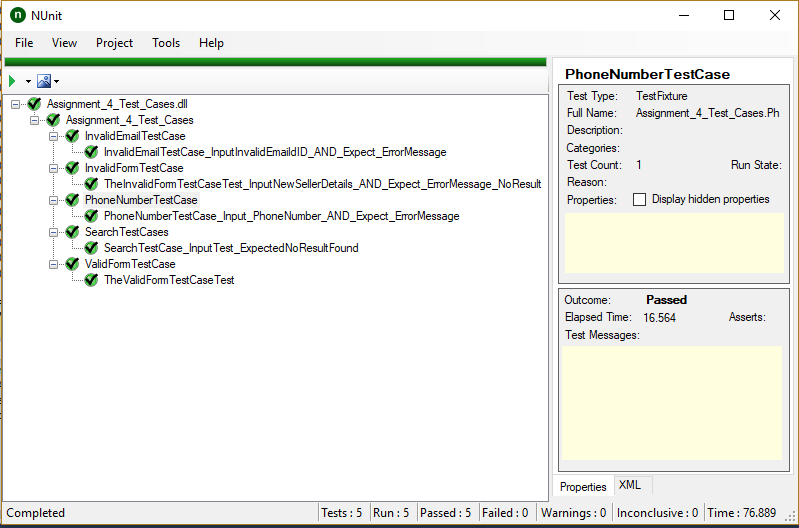 NUnit
File View Project Tools Help
Assignment_4_Test_Cases.dll
Assignment_4_Test_Cases
InvalidEmailTestCase
InvalidEmailTestCase_InputInvalidEmaildID_AND_Expect_ErrorMessage
InvalidFormTestCase
TheInvalidFormTestCaseTest_InputNewSellerDetails_AND_Expect_ErrorMessage_NoResult
PhoneNumberTestCase
PhoneNumberTestCase_Input_PhoneNumber_AND_Expect_ErrorMessage
SearchTestCases
SearchTestCase_InputTest_ExpectedNoResultFound
ValidFormTestCase
TheValidFormTestCaseTest
PhoneNumberTestCase
Test Type: TestFixture
Full Name: Assignment_4_Test_Cases.Ph
Description:
Categories:
Test Count: 1 Run State:
Reason:
Properties: Display hidden properties
Outcome: Passed
Elapsed Time: 16.564 Asserts:
Test Messages:
Properties XML
Completed Tests : 5 Run : 5 Passed : 5 Failed : 0 Warnings : 0 Inconclusive : 0 Time : 76.889